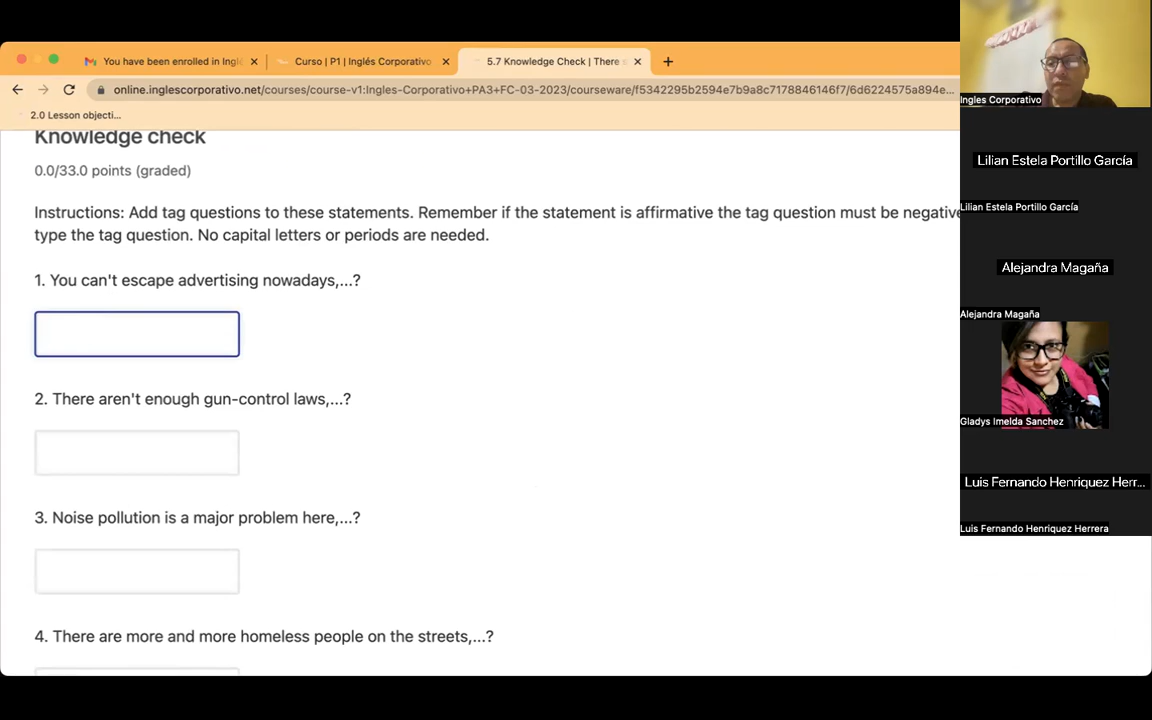 You have been enrolled in Ingl
Curso | P1 | Inglés Corporativo
5.7 Knowledge Check | There
online.inglescorporativo.net/courses/course-v1:Ingles-Corporativo+PA3+FC-03-2023/courseware/f5342295b2594e7b9a8c7178846146f7/6d6224575a894e...
2.0 Lesson objecti...
Knowledge check
0.0/33.0 points (graded)
Instructions: Add tag questions to these statements. Remember if the statement is affirmative the tag question must be negative
type the tag question. No capital letters or periods are needed.
1. You can't escape advertising nowadays,...?
2. There aren't enough gun-control laws,...?
3. Noise pollution is a major problem here,...?
4. There are more and more homeless people on the streets,...?
Ingles Corporativo
Lilian Estela Portillo García
Lilian Estela Portillo García
Alejandra Magaña
Alejandra Magaña
Gladys Imelda Sanchez
Luis Fernando Henriquez Herr...
Luis Fernando Henriquez Herrera